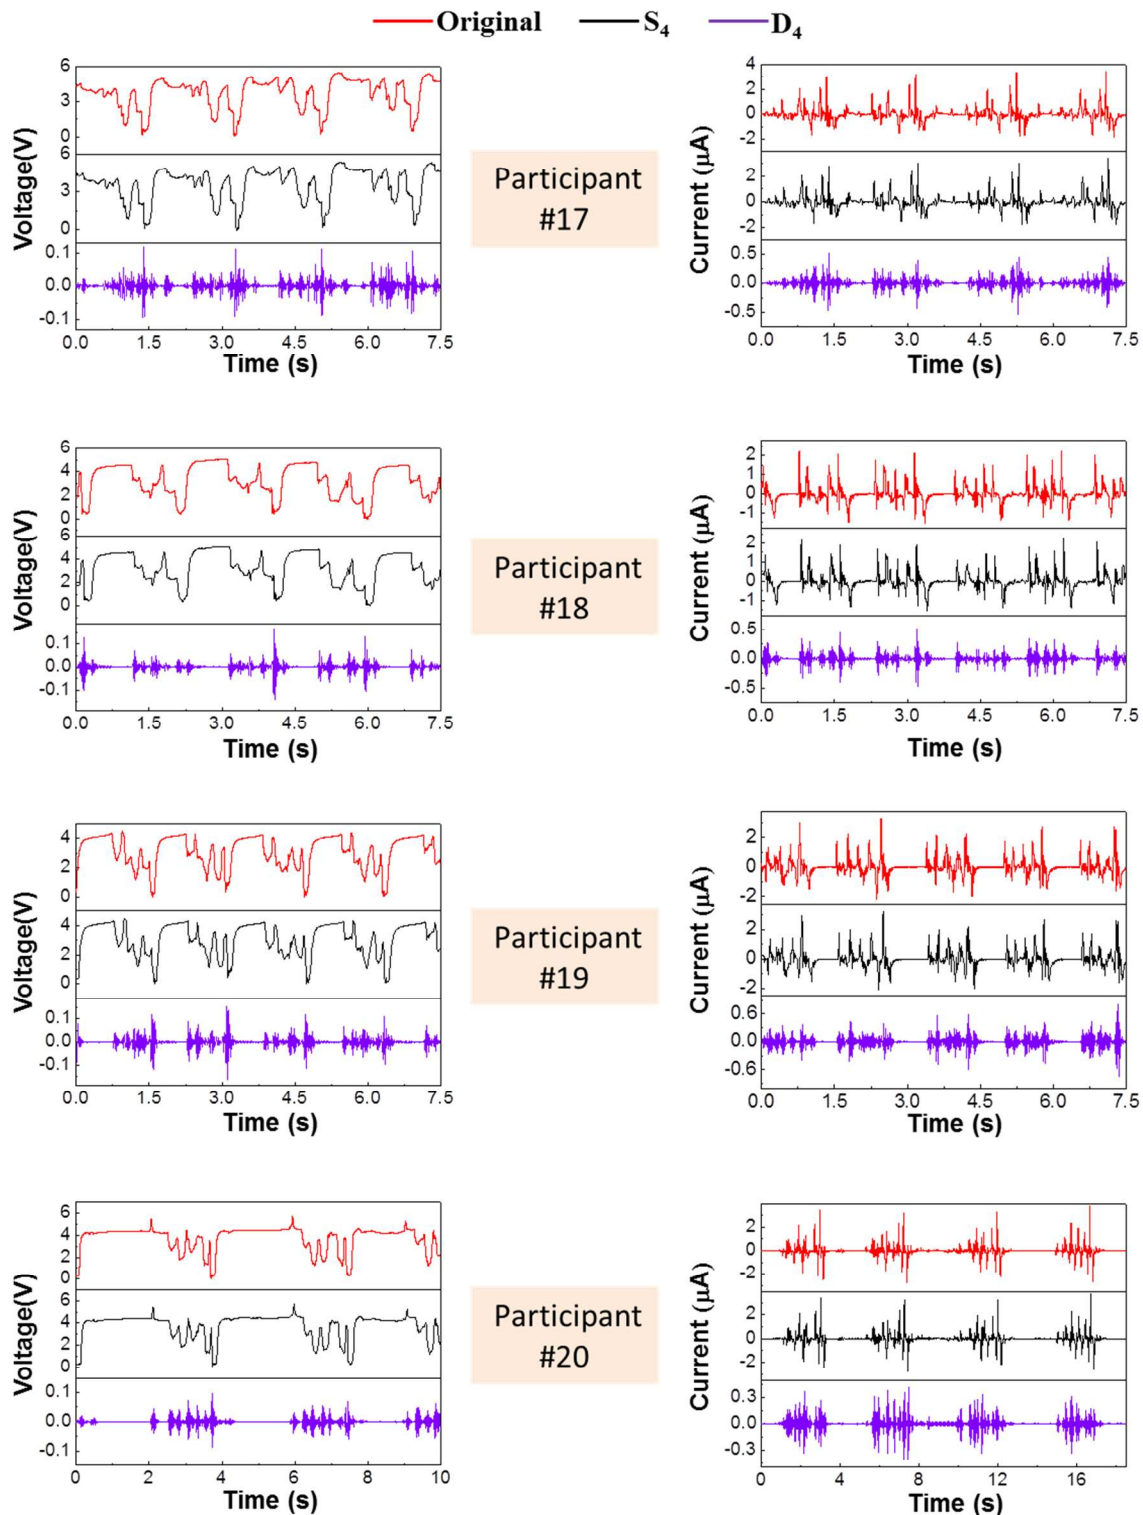 Original S₄ D₄
Voltage(V)
6
3
0
6
3
0
0.1
0.0
-0.1
0.0 1.5 3.0 4.5 6.0 7.5
Time (s)
Participant
#17
Current (μA)
4
2
0
-2
2
0
-2
0.5
0.0
-0.5
0.0 1.5 3.0 4.5 6.0 7.5
Time (s)
Voltage(V)
6
4
2
0
6
4
2
0
0.1
0.0
-0.1
0.0 1.5 3.0 4.5 6.0 7.5
Time (s)
Participant
#18
Current (μA)
2
1
0
-1
2
1
0
-1
0.5
0.0
-0.5
0.0 1.5 3.0 4.5 6.0 7.5
Time (s)
Voltage(V)
4
2
0
4
2
0
0.1
0.0
-0.1
0.0 1.5 3.0 4.5 6.0 7.5
Time (s)
Participant
#19
Current (μA)
2
0
-2
2
0
-2
0.6
0.0
-0.6
0.0 1.5 3.0 4.5 6.0 7.5
Time (s)
Voltage(V)
6
4
2
0
6
4
2
0
0.1
0.0
-0.1
0 2 4 6 8 10
Time (s)
Participant
#20
Current (μA)
2
0
-2
2
0
-2
0.3
0.0
-0.3
0 4 8 12 16
Time (s)